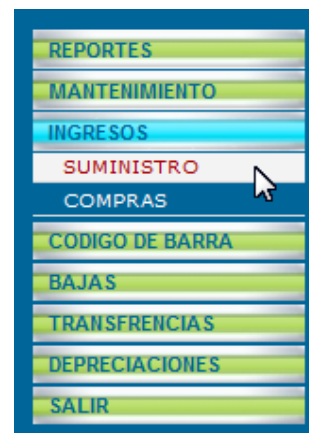 REPORTES
MANTENIMIENTO
INGRESOS
SUMINISTRO
COMPRAS
CODIGO DE BARRA
BAJAS
TRANSFRENCIAS
DEPRECIACIONES
SALIR